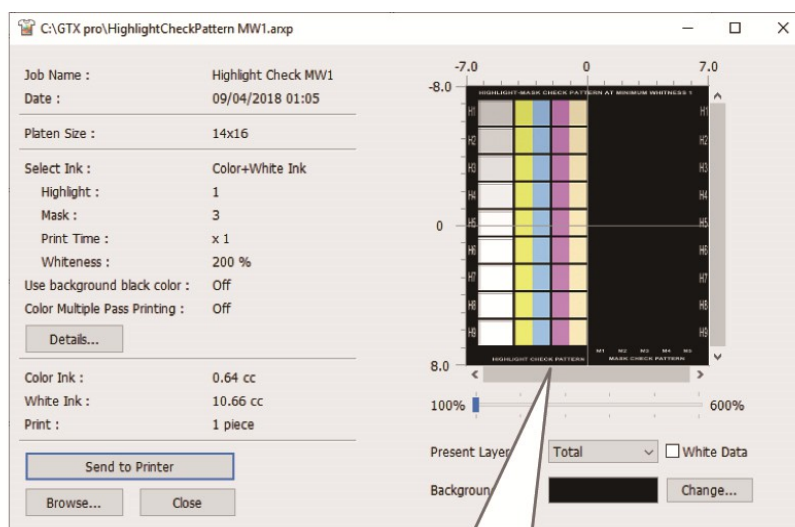 C:\GTX pro\HighlightCheckPattern MW1.arxp
Job Name : Highlight Check MW1
Date : 09/04/2018 01:05
Platen Size : 14x16
Select Ink : Color+White Ink
Highlight : 1
Mask : 3
Print Time : x 1
Whiteness : 200 %
Use background black color : Off
Color Multiple Pass Printing : Off
Details...
Color Ink : 0.64 cc
White Ink : 10.66 cc
Print : 1 piece
Send to Printer
Browse... Close
-7.0 0 7.0
-8.0
HIGHLIGHT-MASK CHECK PATTERN AT MINIMUM WHITNESS 1
H1 H1
H2 H2
H3 H3
H4 H4
0 H5 H5
H6 H6
H7 H7
H8 H8
H9 H9
M1 M2 M3 M4 M5
HIGHLIGHT CHECK PATTERN MASK CHECK PATTERN
8.0
100% 600%
Present Layer Total White Data
Background Change...